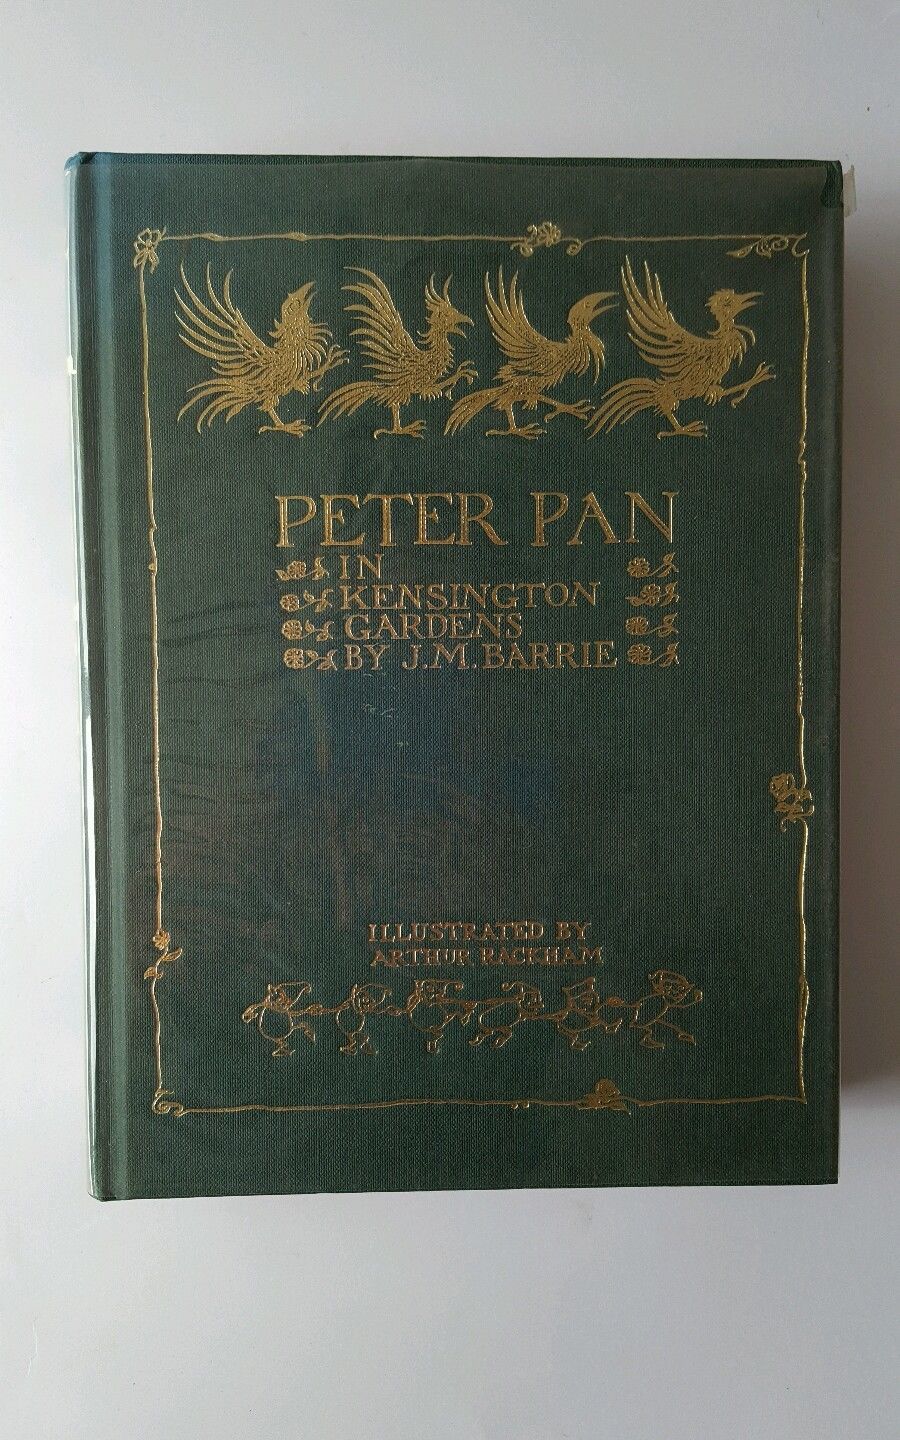 PETER PAN
IN
KENSINGTON
GARDENS
BY J.M. BARRIE
ILLUSTRATED BY
ARTHUR RACKHAM